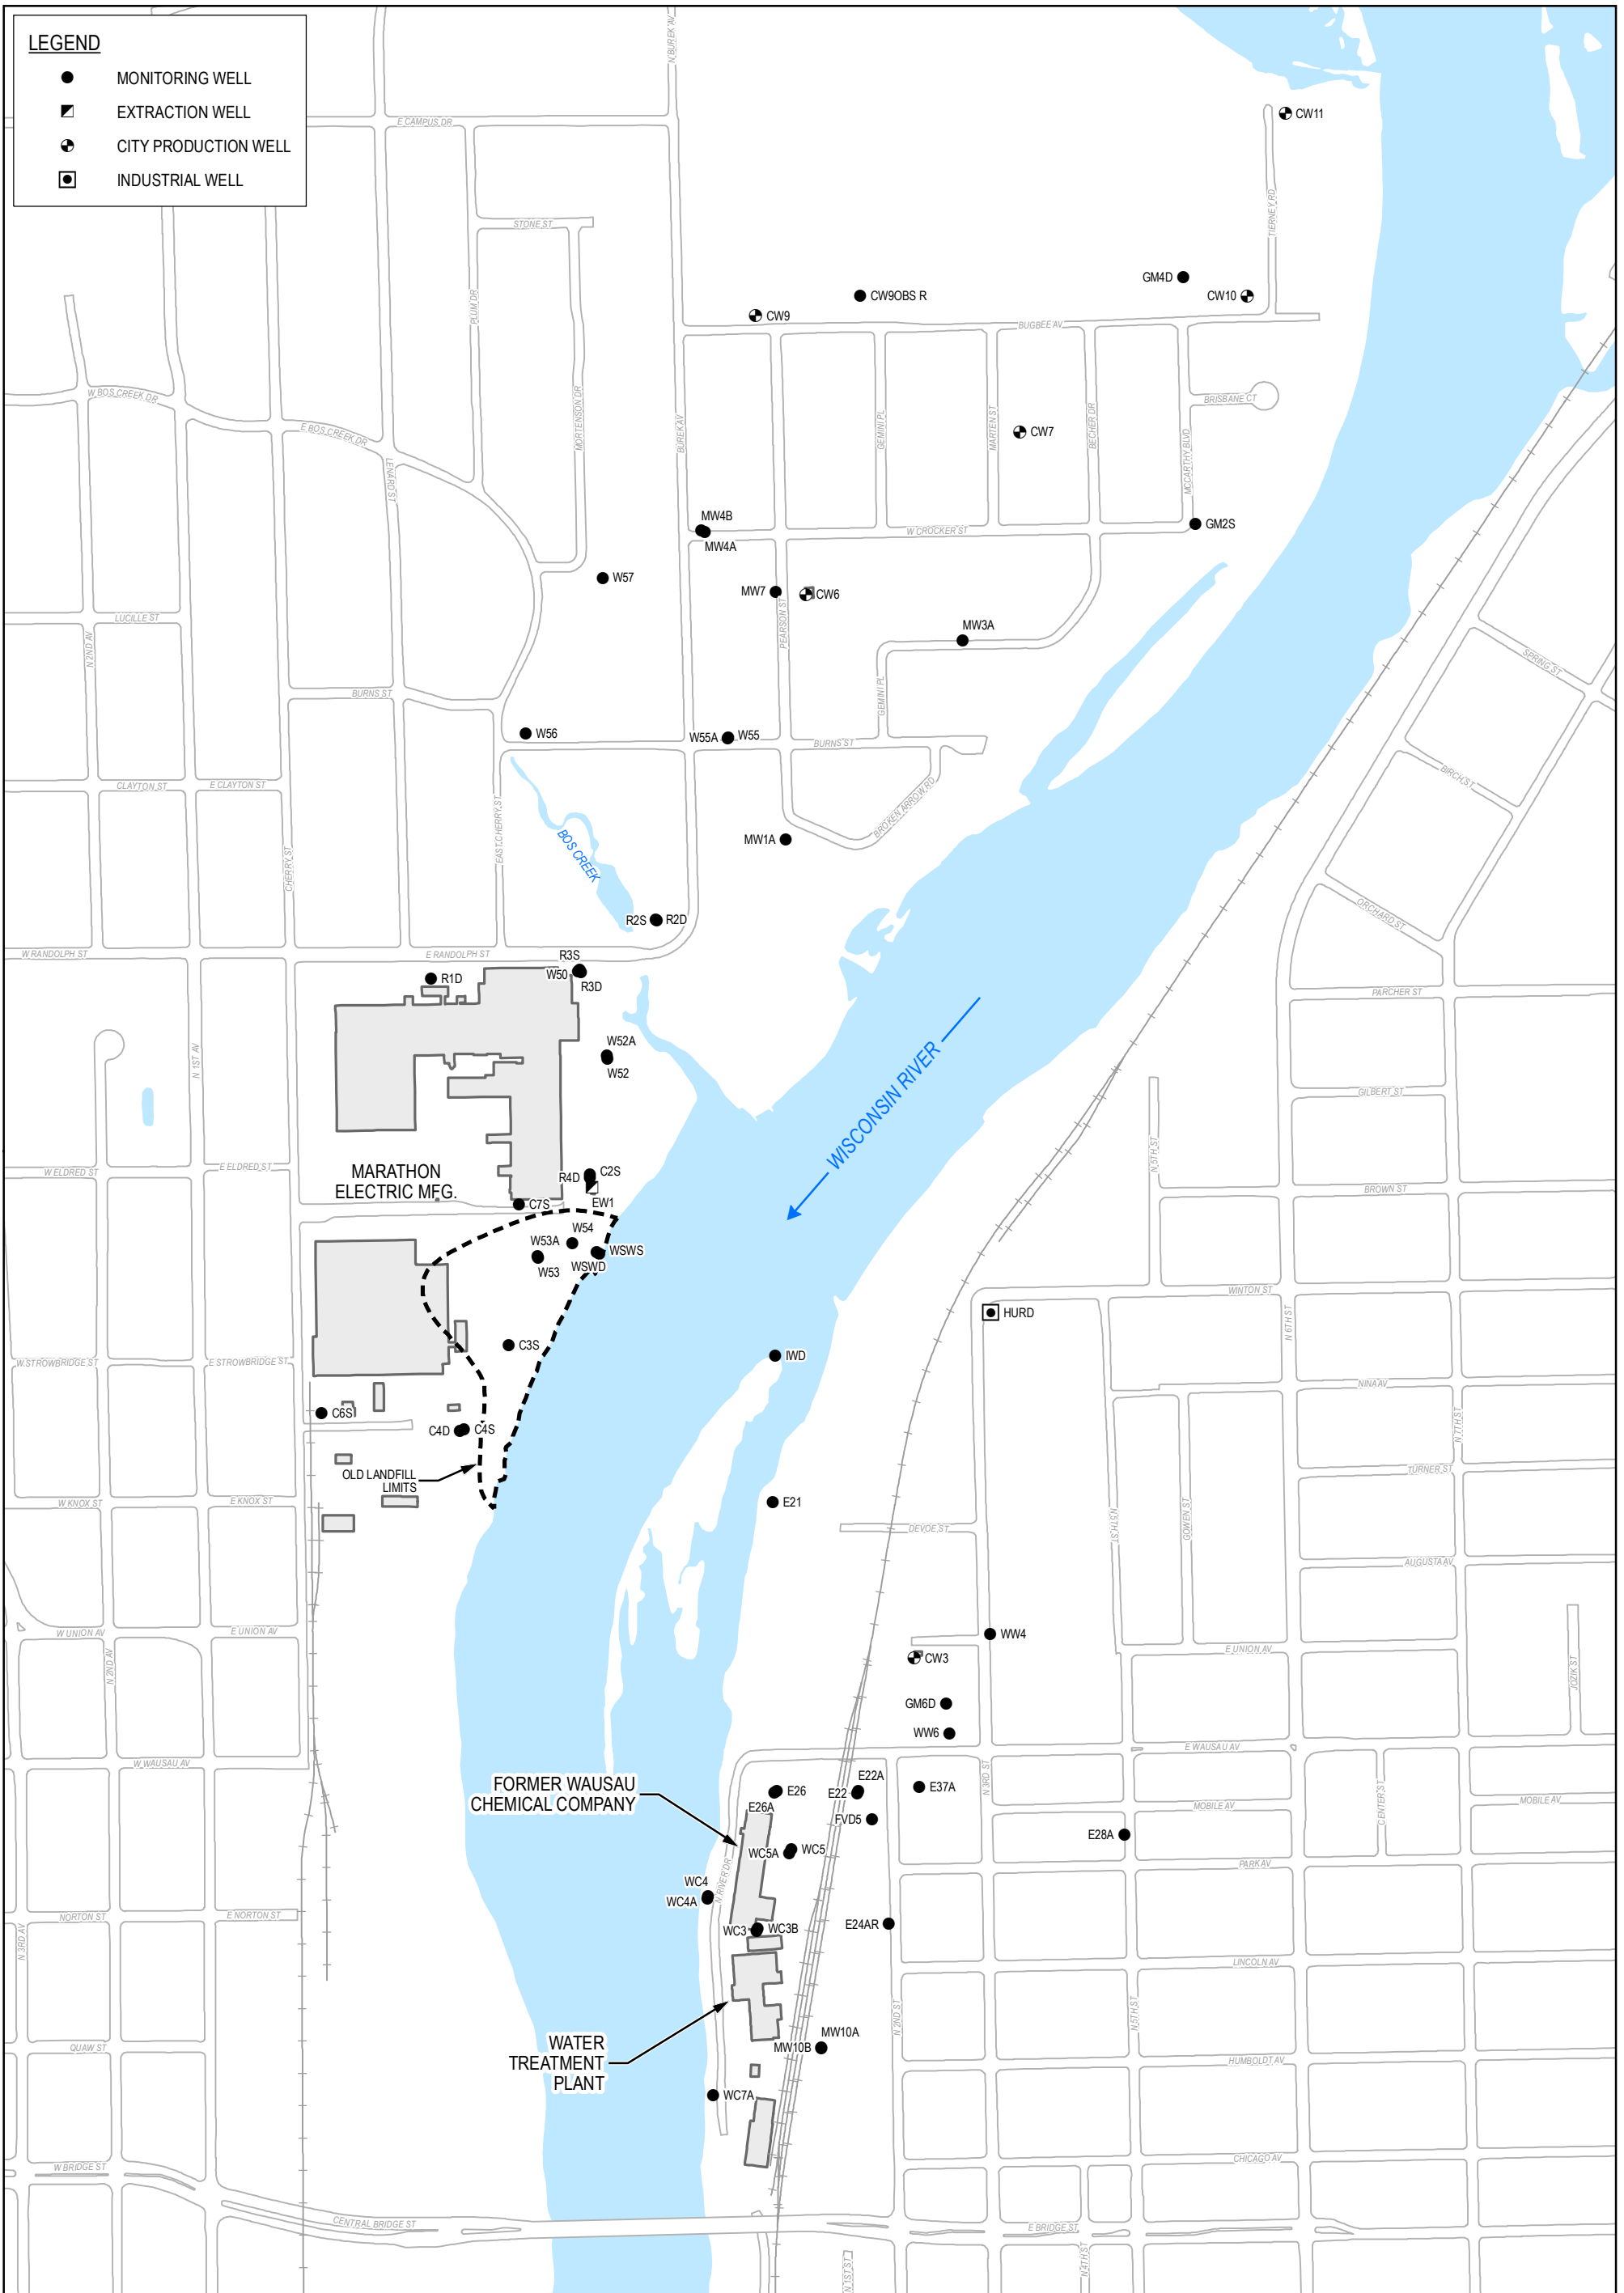 LEGEND
MONITORING WELL
EXTRACTION WELL
CITY PRODUCTION WELL
INDUSTRIAL WELL
N BUREK AV
E CAMPUS DR
CW11
STONE ST
TIERNEY RD
PLUM DR
GM4D
CW9OBS R
CW10
CW9
BUGBEE AV
W BOS CREEK DR
MORTENSON DR
BRISBANE CT
E BOS CREEK DR
BUREK AV
GEMINI PL
MARTEN ST
CW7
BECHER DR
MCCARTHY BLVD
LENARD ST
MW4B
MW4A
W CROCKER ST
GM2S
W57
MW7
CW6
LUCILLE ST
PEARSON ST
MW3A
N 2ND AV
SPRING ST
BURNS ST
GEMINI PL
W56
W55A
W55
BURNS ST
CLAYTON ST
E CLAYTON ST
BIRCH ST
BROKEN ARROW RD
EAST CHERRY ST
BOS CREEK
MW1A
CHERRY ST
R2S
R2D
ORCHARD ST
W RANDOLPH ST
E RANDOLPH ST
R3S
W50
R3D
R1D
PARCHER ST
N 1ST AV
W52A
W52
WISCONSIN RIVER
GILBERT ST
N 5TH ST
W ELDRED ST
E ELDRED ST
MARATHON
ELECTRIC MFG.
C2S
R4D
EW1
C7S
BROWN ST
W54
W53A
W53
WSWS
WSWD
WINTON ST
HURD
N 6TH ST
C3S
IWD
W STROWBRIDGE ST
E STROWBRIDGE ST
NINA AV
C6S
C4D
C4S
N 7TH ST
OLD LANDFILL
LIMITS
TURNER ST
W KNOX ST
E KNOX ST
E21
DEVOE ST
N 5TH ST
GOWEN ST
AUGUSTA AV
W UNION AV
E UNION AV
WW4
E UNION AV
CW3
N 2ND AV
JOZIK ST
GM6D
WW6
W WAUSAU AV
E WAUSAU AV
FORMER WAUSAU
CHEMICAL COMPANY
E26
E26A
E22A
E22
E37A
N 3RD ST
CENTER ST
MOBILE AV
MOBILE AV
FVD5
E28A
WC5
WC5A
PARK AV
N RIVER DR
WC4
WC4A
NORTON ST
E NORTON ST
WC3
WC3B
E24AR
N 3RD AV
LINCOLN AV
N 2ND ST
N 5TH ST
WATER
TREATMENT
PLANT
MW10A
MW10B
QUAW ST
HUMBOLDT AV
WC7A
W BRIDGE ST
CHICAGO AV
CENTRAL BRIDGE ST
E BRIDGE ST
N 1ST ST
N 4TH ST